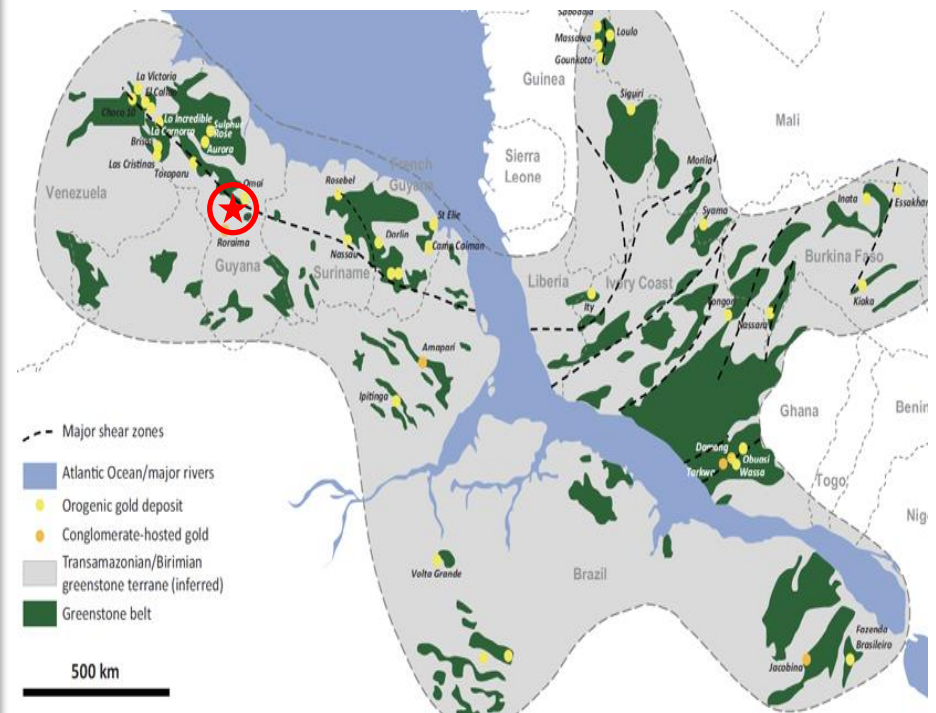 Sabodala
Massawa
Loulo
Gounkoto
Guinea
Siguiri
Mali
La Victoria
El Callao
Choco 10
La Incredible
La Camorra
Sulphur
Rose
Brisas
Aurora
Las Cristinas
Toroparu
Omai
Venezuela
Roraima
Guyana
Rosebel
French
Guyana
St Elie
Dorlin
Camp Caiman
Nassau
Suriname
Sierra
Leone
Morila
Syama
Inata
Essakan
Burkina Faso
Liberia
Ivory Coast
Ity
Tongon
Nassara
Kiaka
Amapari
Ipitinga
Ghana
Benin
Damang
Obuasi
Tarkwa
Wassa
Togo
Nig
Major shear zones
Atlantic Ocean/major rivers
Orogenic gold deposit
Conglomerate-hosted gold
Transamazonian/Birimian
greenstone terrane (inferred)
Greenstone belt
500 km
Volta Grande
Brazil
Fazenda
Brasileiro
Jacobina